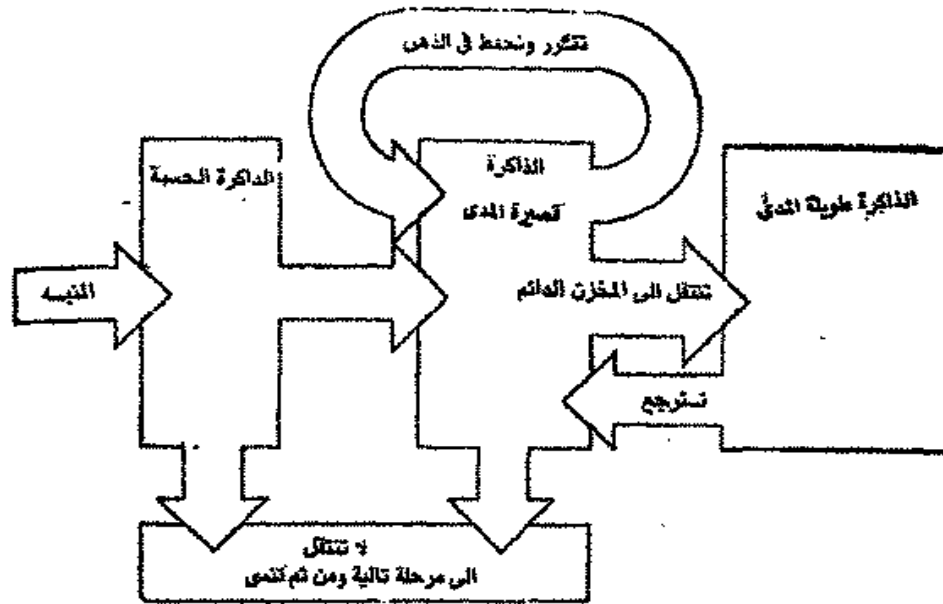 تتكرر وتحفظ في الذهن
الذاكرة الحسية
الذاكرة
قصيرة المدى
الذاكرة طويلة المدى
المنبه
تنتقل الى المخزن الدائم
تسترجع
لا تنتقل
الى مرحلة تالية ومن ثم تنسى